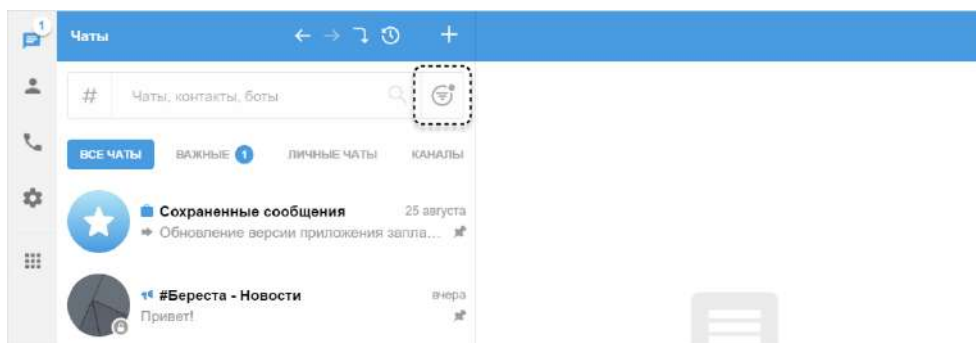 1
Чаты
# Чаты, контакты, боты
ВСЕ ЧАТЫ ВАЖНЫЕ 1 ЛИЧНЫЕ ЧАТЫ КАНАЛЫ
Сохраненные сообщения 25 августа
Обновление версии приложения запла...
#Береста - Новости вчера
Привет!